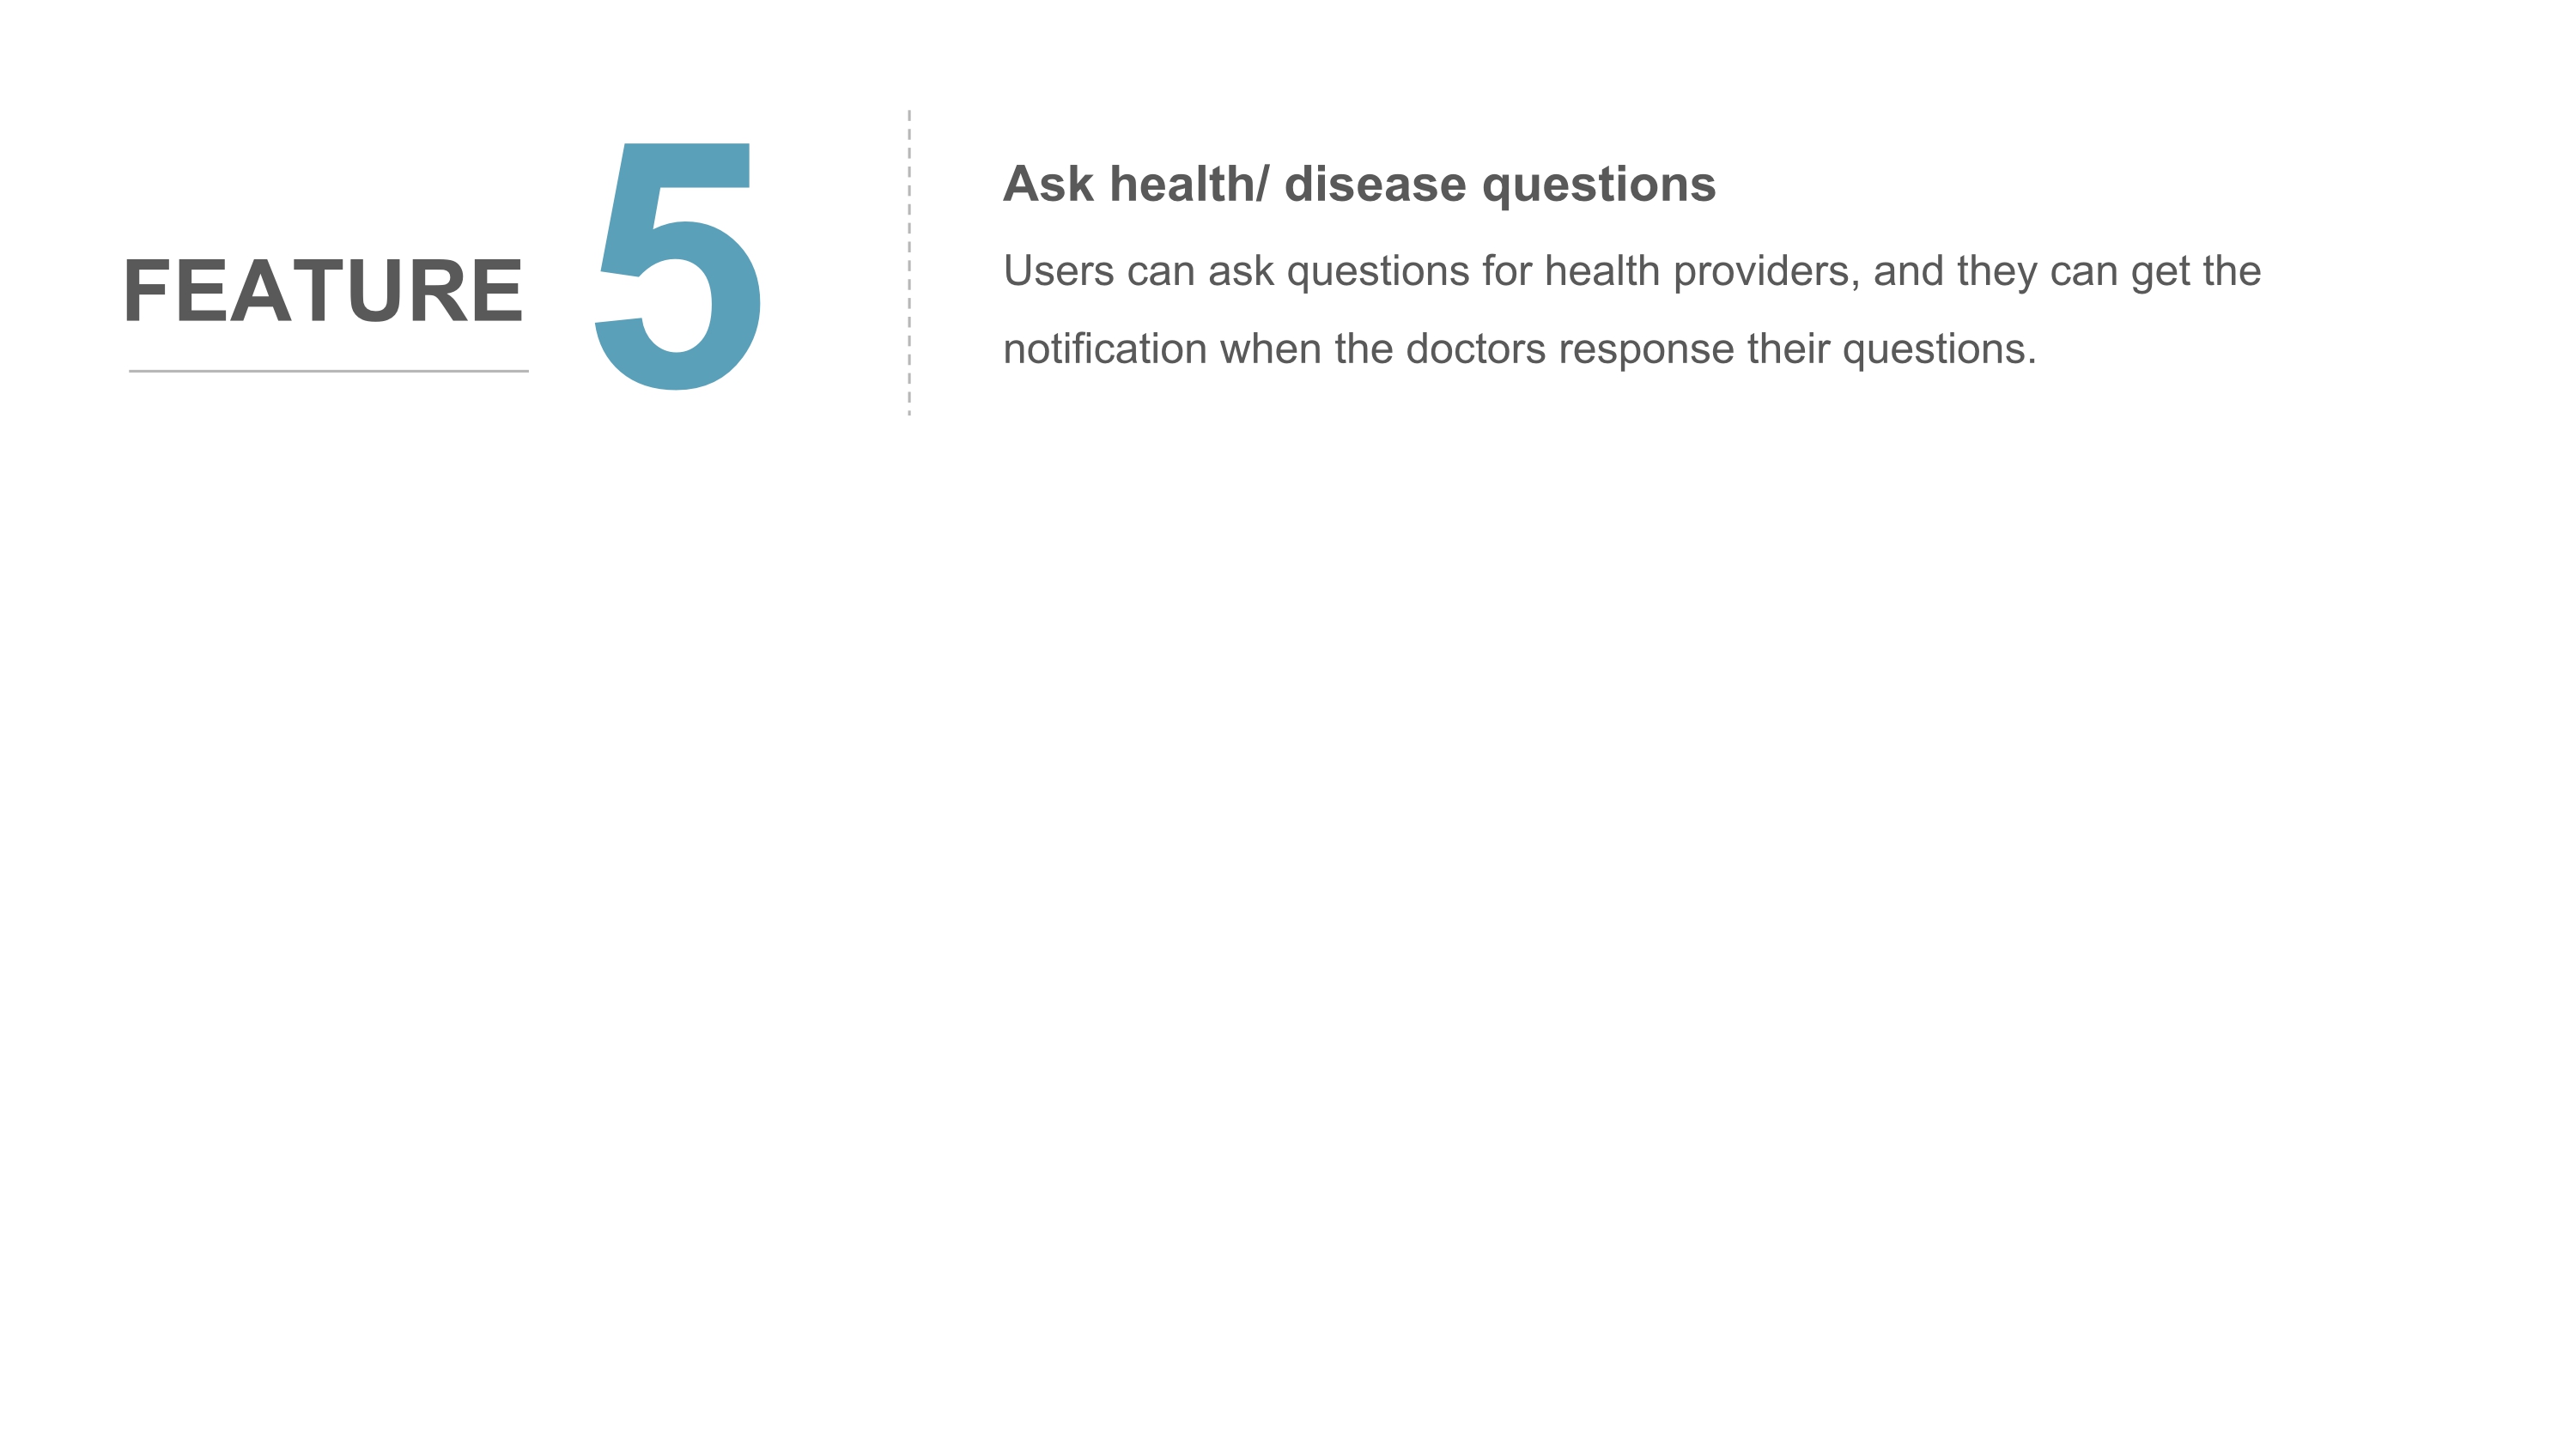 FEATURE 5
Ask health/ disease questions
Users can ask questions for health providers, and they can get the
notification when the doctors response their questions.